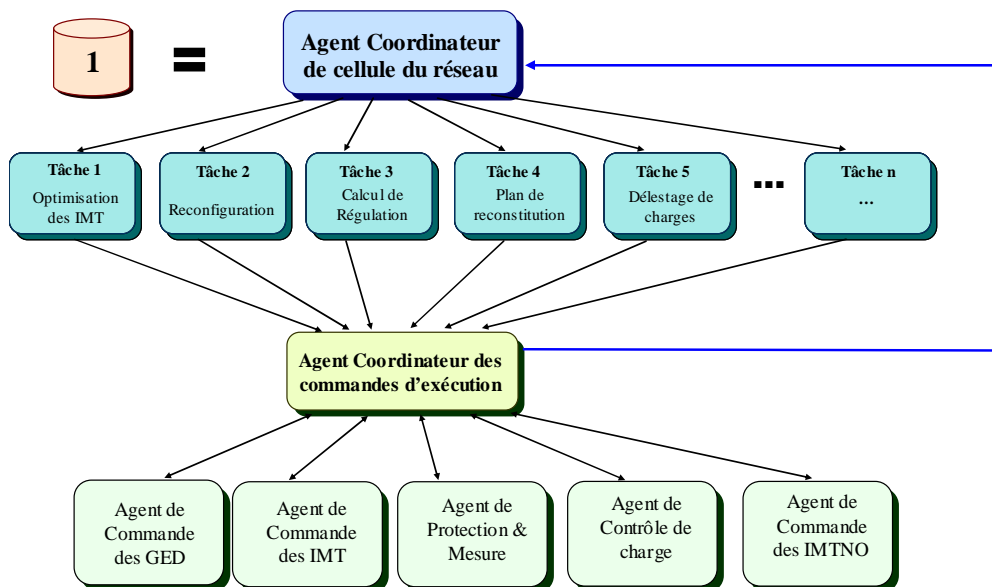 1
=
Agent Coordinateur
de cellule du réseau
Tâche 1
Optimisation
des IMT
Tâche 2
Reconfiguration
Tâche 3
Calcul de
Régulation
Tâche 4
Plan de
reconstitution
Tâche 5
Délestage de
charges
...
Tâche n
...
Agent Coordinateur des
commandes d'exécution
Agent de
Commande
des GED
Agent de
Commande
des IMT
Agent de
Protection &
Mesure
Agent de
Contrôle de
charge
Agent de
Commande
des IMTNO